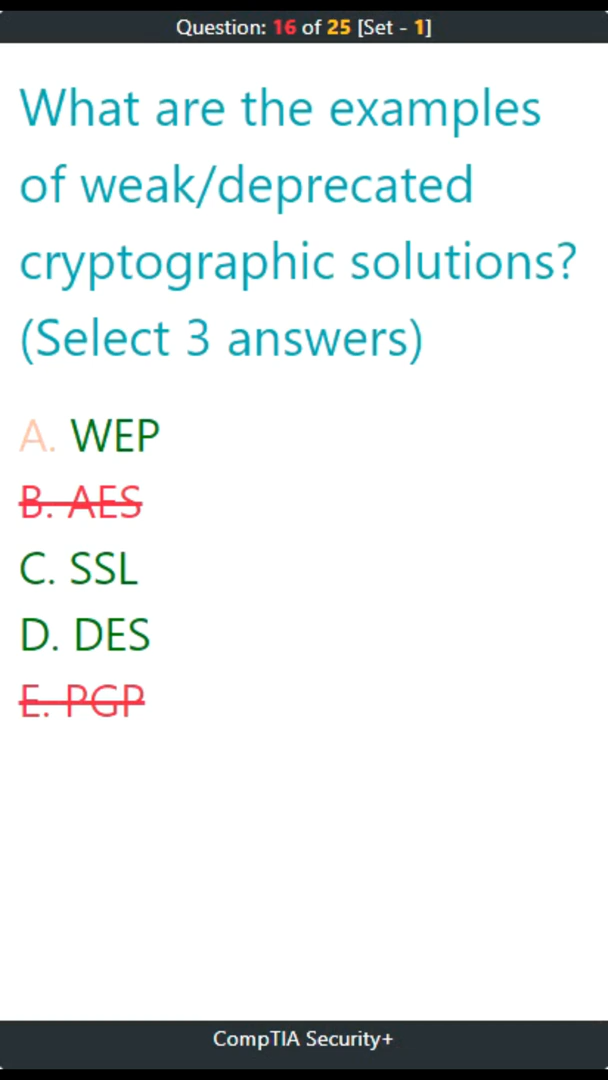 Question: 16 of 25 [Set - 1]
What are the examples
of weak/deprecated
cryptographic solutions?
(Select 3 answers)
A. WEP
B. AES
C. SSL
D. DES
E. PGP
CompTIA Security+